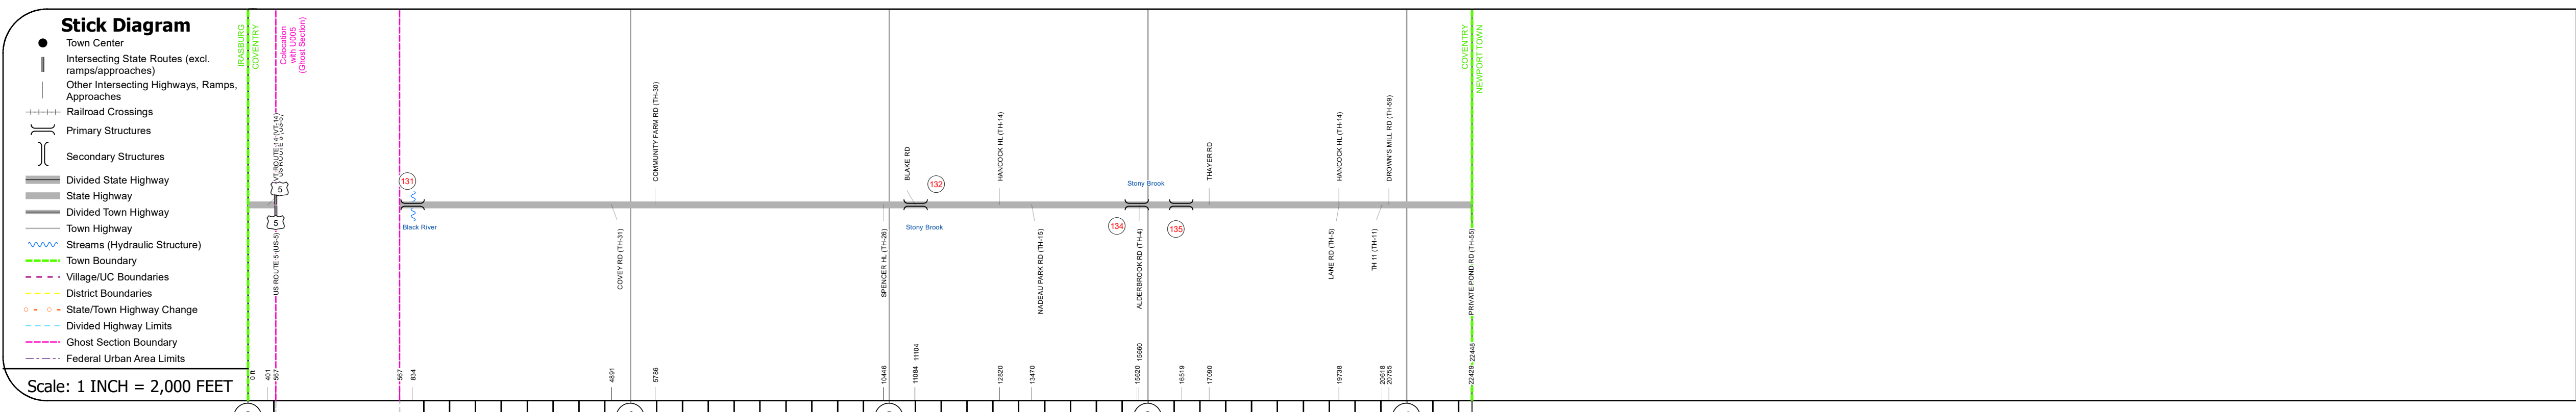 Stick Diagram
Town Center
Intersecting State Routes (excl.
ramps/approaches)
Other Intersecting Highways, Ramps,
Approaches
Railroad Crossings
Primary Structures
Secondary Structures
Divided State Highway
State Highway
Divided Town Highway
Town Highway
Streams (Hydraulic Structure)
Town Boundary
Village/UC Boundaries
District Boundaries
State/Town Highway Change
Divided Highway Limits
Ghost Section Boundary
Federal Urban Area Limits
Scale: 1 INCH = 2,000 FEET
IRASBURG
COVENTRY
Colocation
with U005
(Ghost Section)
VT-ROUTE-14 (VT-14)
US ROUTE 5 (US-5)
5
5
US ROUTE 5 (US-5)
131
Black River
COVEY RD (TH-31)
COMMUNITY FARM RD (TH-30)
SPENCER HL (TH-26)
BLAKE RD
132
Stony Brook
HANCOCK HL (TH-14)
NADEAU PARK RD (TH-15)
134
Stony Brook
ALDERBROOK RD (TH-4)
135
THAYER RD
LANE RD (TH-5)
HANCOCK HL (TH-14)
TH 11 (TH-11)
DROWN'S MILL RD (TH-59)
PRIVATE POND RD (TH-55)
COVENTRY
NEWPORT TOWN
0 ft
401
567
567
834
4891
5786
10446
11084
11104
12820
13470
15620
15660
16519
17090
19738
20618
20755
22429
22448